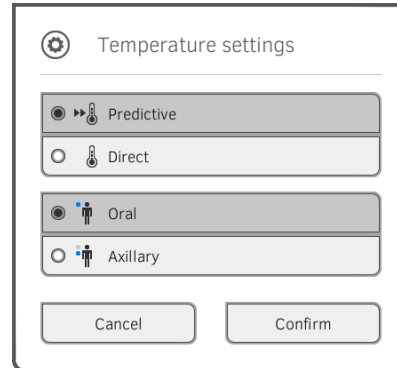 Temperature settings
Predictive
Direct
Oral
Axillary
Cancel
Confirm